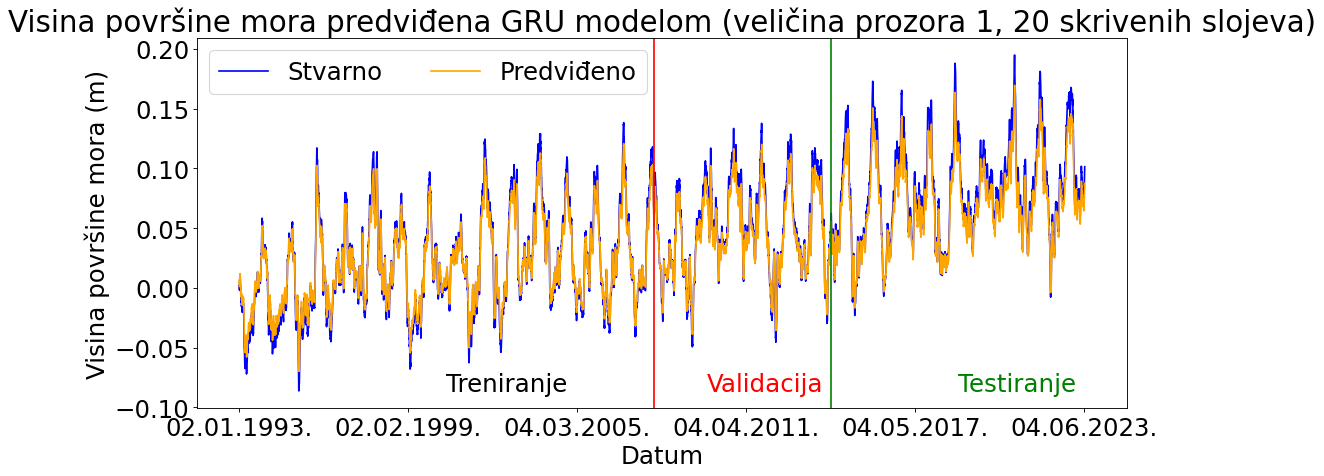 Visina površine mora predviđena GRU modelom (veličina prozora 1, 20 skrivenih slojeva)
Visina površine mora (m)
0.20
0.15
0.10
0.05
0.00
−0.05
−0.10
Stvarno Predviđeno
Treniranje Validacija Testiranje
02.01.1993. 02.02.1999. 04.03.2005. 04.04.2011. 04.05.2017. 04.06.2023.
Datum